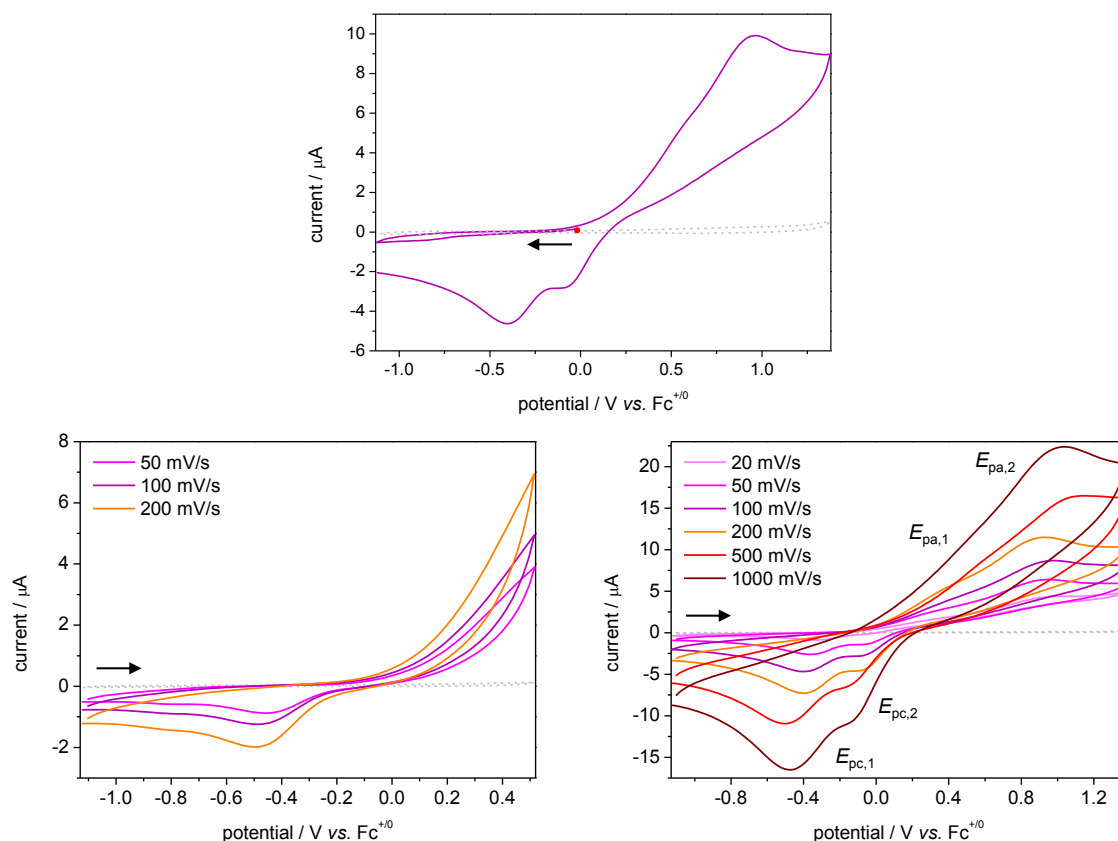 10
8
6
4
2
0
-2
-4
-6
current / μA
-1.0 -0.5 0.0 0.5 1.0
potential / V vs. Fc+/0
8
6
4
2
0
-2
current / μA
50 mV/s
100 mV/s
200 mV/s
-1.0 -0.8 -0.6 -0.4 -0.2 0.0 0.2 0.4
potential / V vs. Fc+/0
20
15
10
5
0
-5
-10
-15
current / μA
20 mV/s
50 mV/s
100 mV/s
200 mV/s
500 mV/s
1000 mV/s
Epa,2
Epa,1
Epc,2
Epc,1
-0.8 -0.4 0.0 0.4 0.8 1.2
potential / V vs. Fc+/0